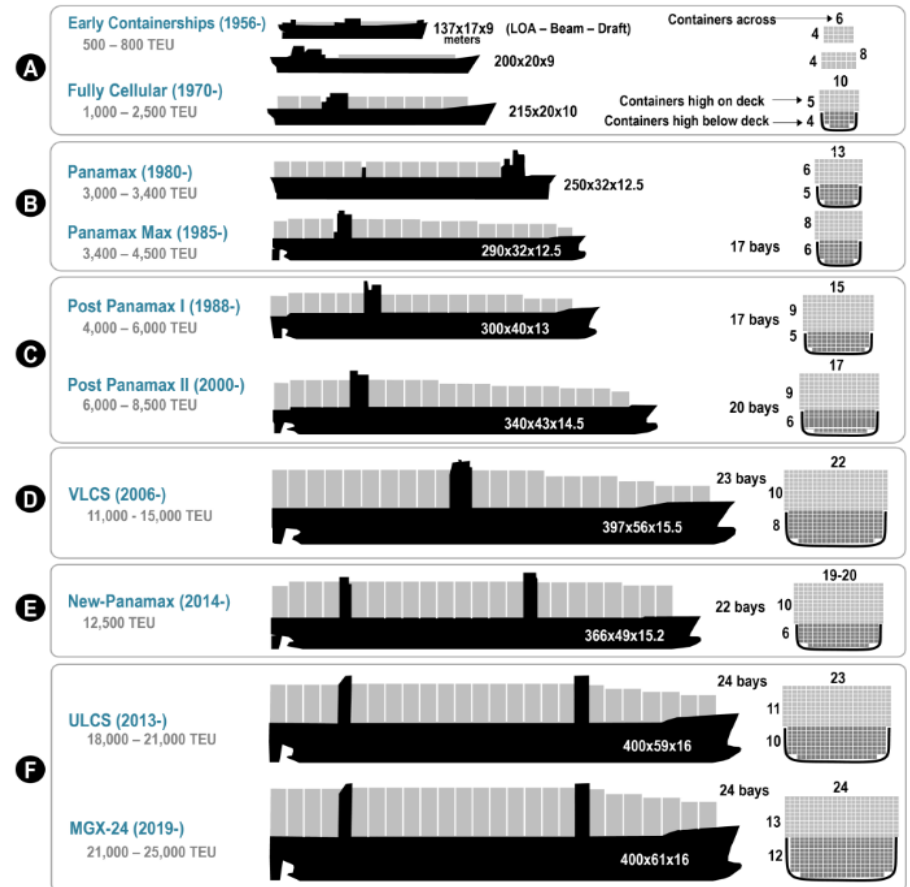 Early Containerships (1956-)
500 – 800 TEU
137x17x9 (LOA – Beam – Draft)
meters
200x20x9
Containers across
6
4
4
8
A
Fully Cellular (1970-)
1,000 – 2,500 TEU
215x20x10
10
Containers high on deck
5
Containers high below deck
4
B
Panamax (1980-)
3,000 – 3,400 TEU
250x32x12.5
13
6
5
Panamax Max (1985-)
3,400 – 4,500 TEU
290x32x12.5
17 bays
8
6
C
Post Panamax I (1988-)
4,000 – 6,000 TEU
300x40x13
17 bays
15
9
5
Post Panamax II (2000-)
6,000 – 8,500 TEU
340x43x14.5
20 bays
17
9
6
D
VLCS (2006-)
11,000 - 15,000 TEU
397x56x15.5
23 bays
22
10
8
E
New-Panamax (2014-)
12,500 TEU
366x49x15.2
22 bays
19-20
10
6
F
ULCS (2013-)
18,000 – 21,000 TEU
400x59x16
24 bays
23
11
10
MGX-24 (2019-)
21,000 – 25,000 TEU
400x61x16
24 bays
24
13
12